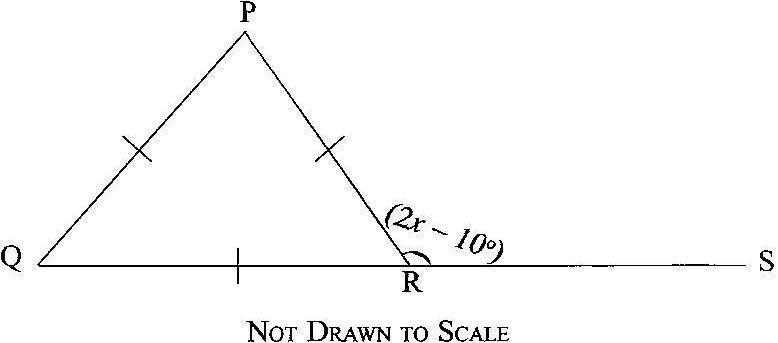 P
(2x – 10°)
Q
R
S
NOT DRAWN TO SCALE